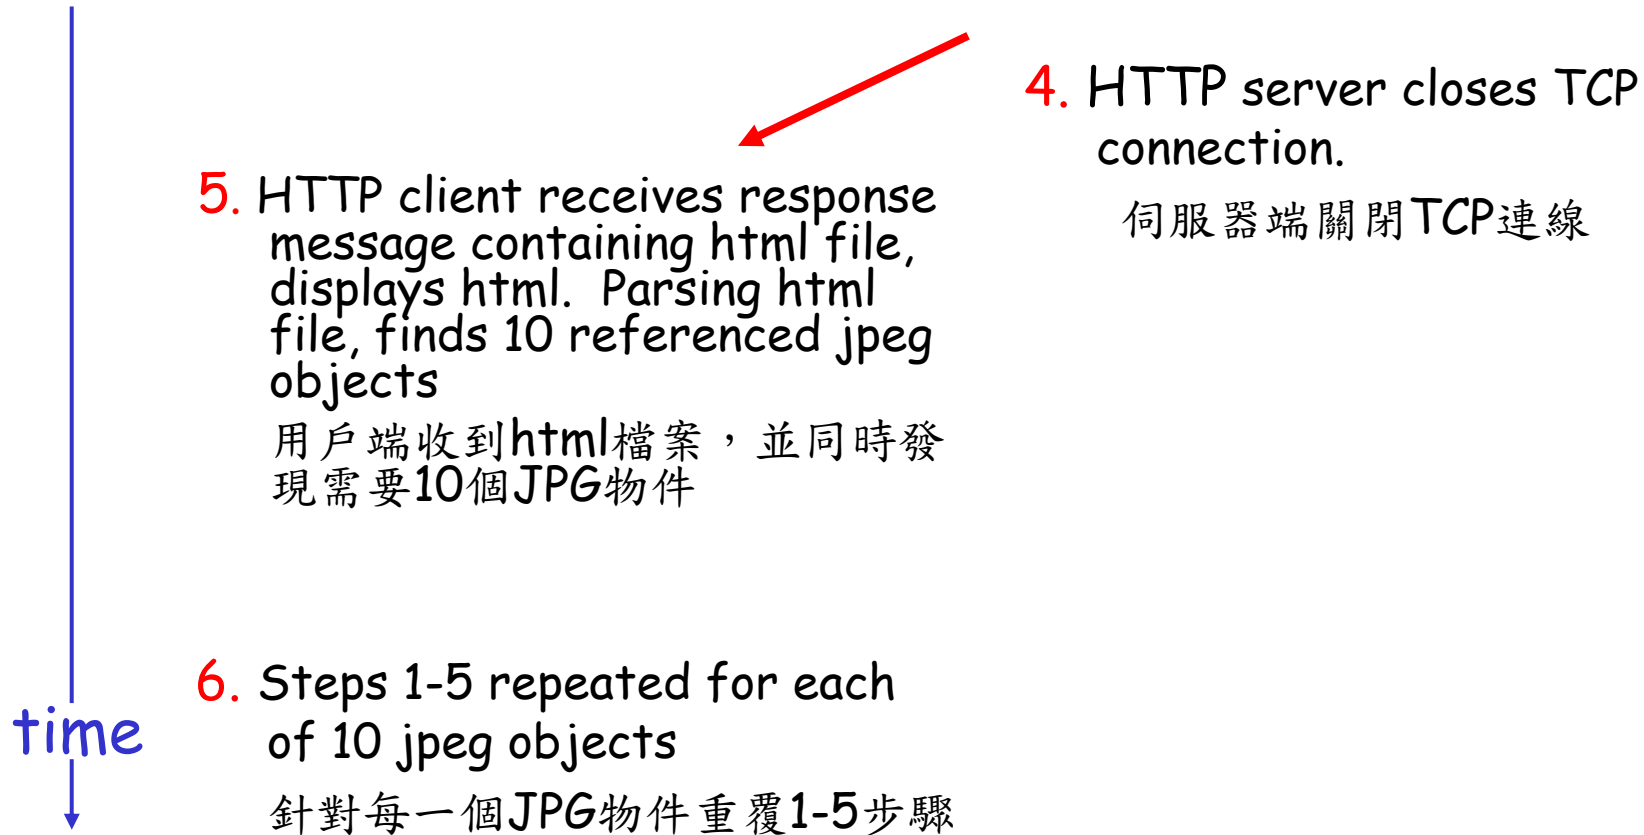 4. HTTP server closes TCP
connection.
伺服器端關閉TCP連線
5. HTTP client receives response
message containing html file,
displays html. Parsing html
file, finds 10 referenced jpeg
objects
用戶端收到html檔案，並同時發
現需要10個JPG物件
6. Steps 1-5 repeated for each
of 10 jpeg objects
針對每一個JPG物件重覆1-5步驟
time